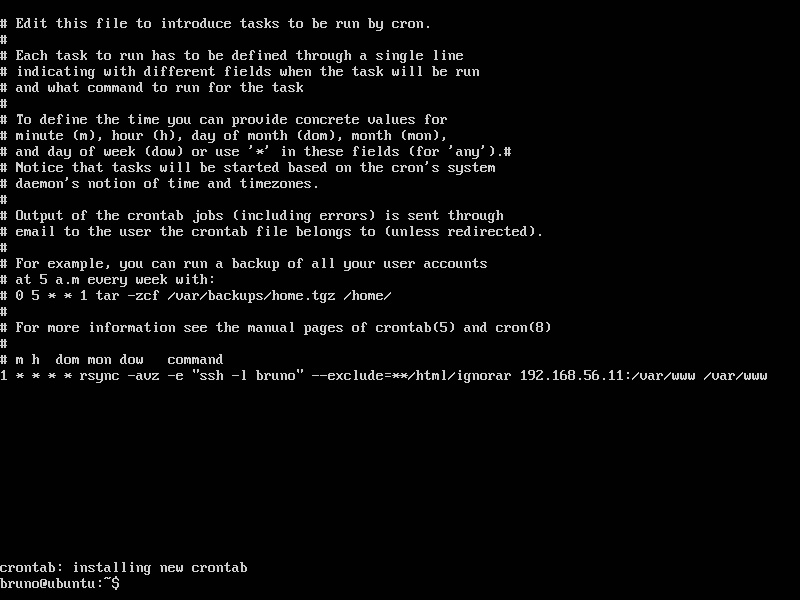 # Edit this file to introduce tasks to be run by cron.
#
# Each task to run has to be defined through a single line
# indicating with different fields when the task will be run
# and what command to run for the task
#
# To define the time you can provide concrete values for
# minute (m), hour (h), day of month (dom), month (mon),
# and day of week (dow) or use '*' in these fields (for 'any').#
# Notice that tasks will be started based on the cron's system
# daemon's notion of time and timezones.
#
# Output of the crontab jobs (including errors) is sent through
# email to the user the crontab file belongs to (unless redirected).
#
# For example, you can run a backup of all your user accounts
# at 5 a.m every week with:
# 0 5 * * 1 tar -zcf /var/backups/home.tgz /home/
#
# For more information see the manual pages of crontab(5) and cron(8)
#
# m h  dom mon dow   command
1 * * * * rsync -avz -e "ssh -l bruno" --exclude=**/html/ignorar 192.168.56.11:/var/www /var/www
crontab: installing new crontab
bruno@ubuntu:~$